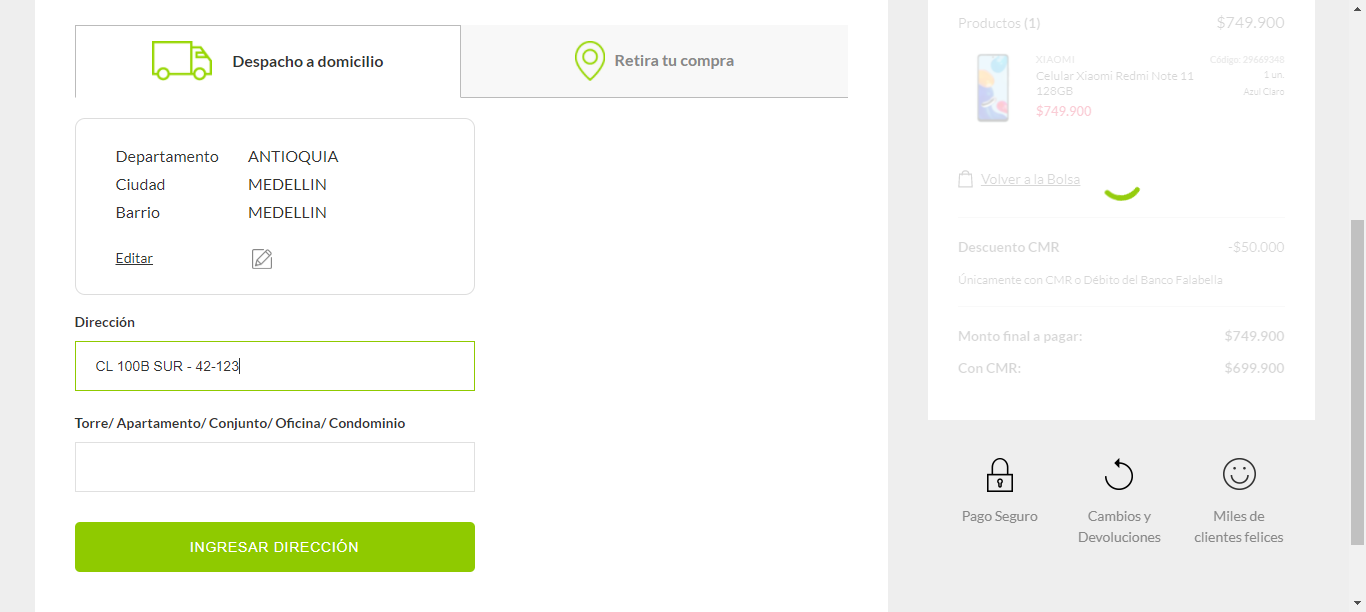 Despacho a domicilio
Retira tu compra
Departamento ANTIOQUIA
Ciudad MEDELLIN
Barrio MEDELLIN
Editar
Dirección
CL 100B SUR - 42-123
Torre/ Apartamento/ Conjunto/ Oficina/ Condominio
INGRESAR DIRECCIÓN
Productos (1) $749.900
XIAOMI Código: 29669348
Celular Xiaomi Redmi Note 11 1 un.
128GB Azul Claro
$749.900
Volver a la Bolsa
Descuento CMR -$50.000
Únicamente con CMR o Débito del Banco Falabella
Monto final a pagar: $749.900
Con CMR: $699.900
Pago Seguro
Cambios y
Devoluciones
Miles de
clientes felices